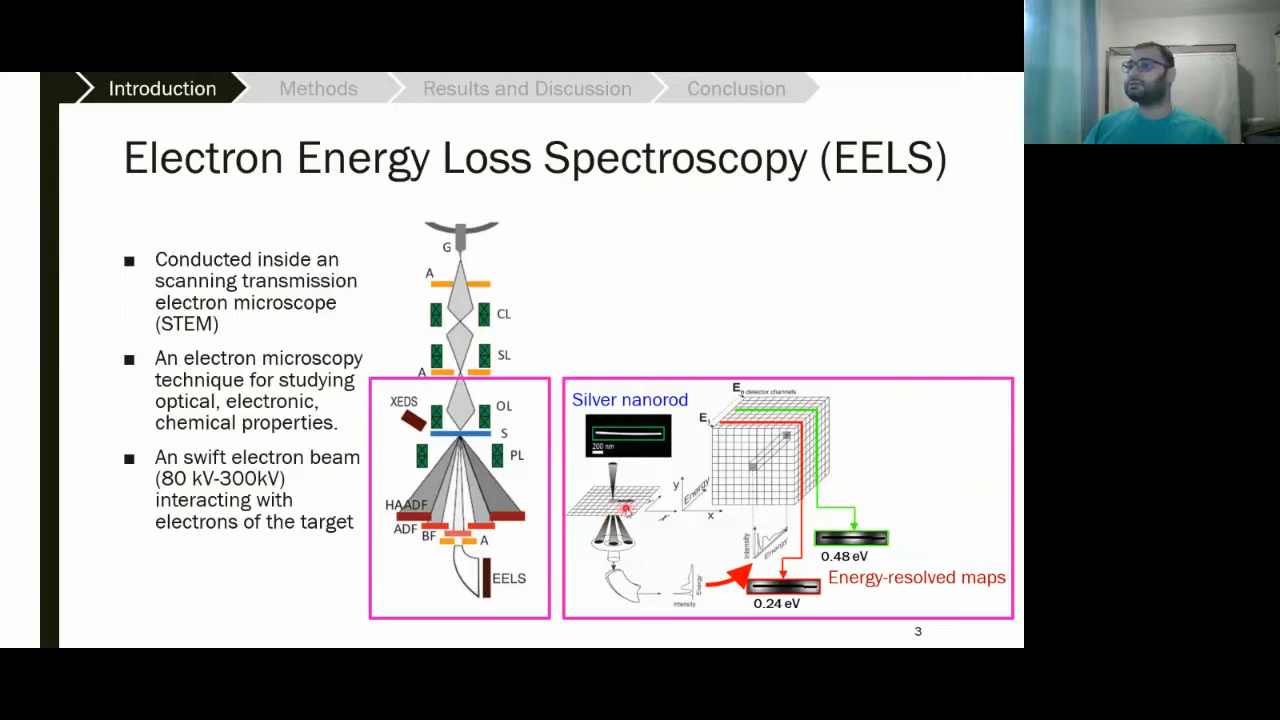 Introduction
Methods
Results and Discussion
Conclusion
Electron Energy Loss Spectroscopy (EELS)
■ Conducted inside an
scanning transmission
electron microscope
(STEM)
■ An electron microscopy
technique for studying
optical, electronic,
chemical properties.
■ An swift electron beam
(80 kV-300kV)
interacting with
electrons of the target
G
A
CL
SL
A
XEDS
OL
S
PL
HAADF
ADF
BF
A
EELS
Silver nanorod
200 nm
En detector channels
E1
y
Energy
x
Intensity
Energy
Energy
Intensity
0.48 eV
Energy-resolved maps
0.24 eV
3